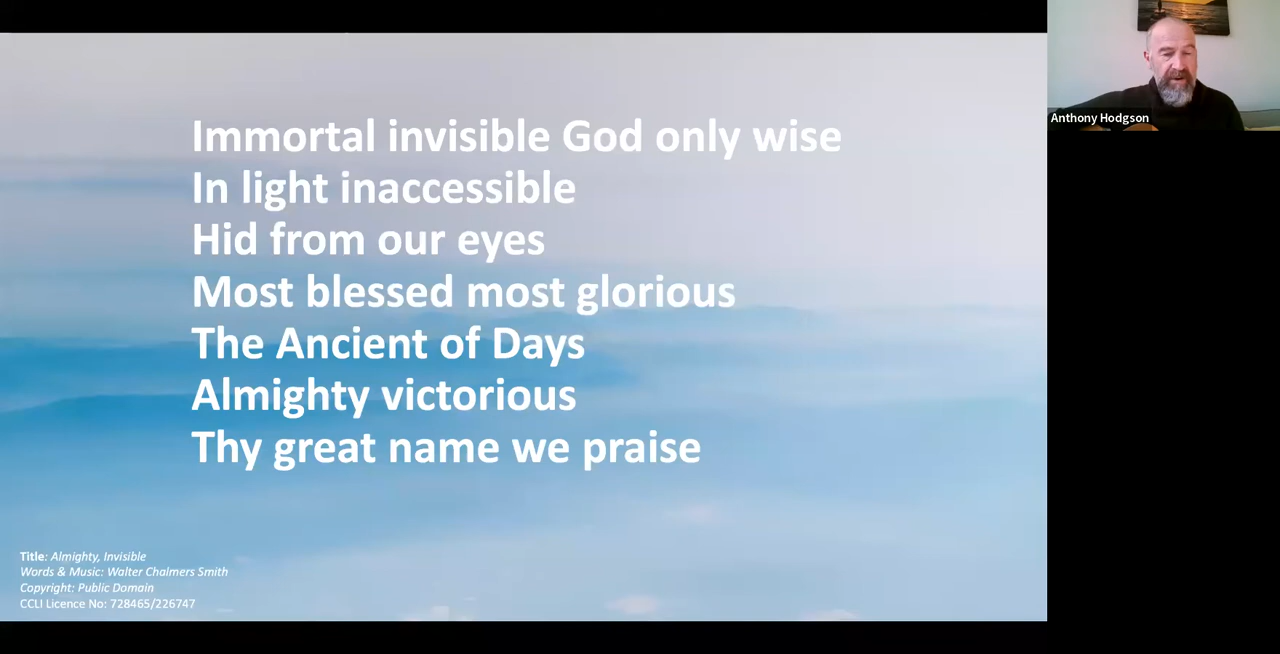 Immortal invisible God only wise
In light inaccessible
Hid from our eyes
Most blessed most glorious
The Ancient of Days
Almighty victorious
Thy great name we praise
Title: Almighty, Invisible
Words & Music: Walter Chalmers Smith
Copyright: Public Domain
CCLI Licence No: 728465/226747
Anthony Hodgson